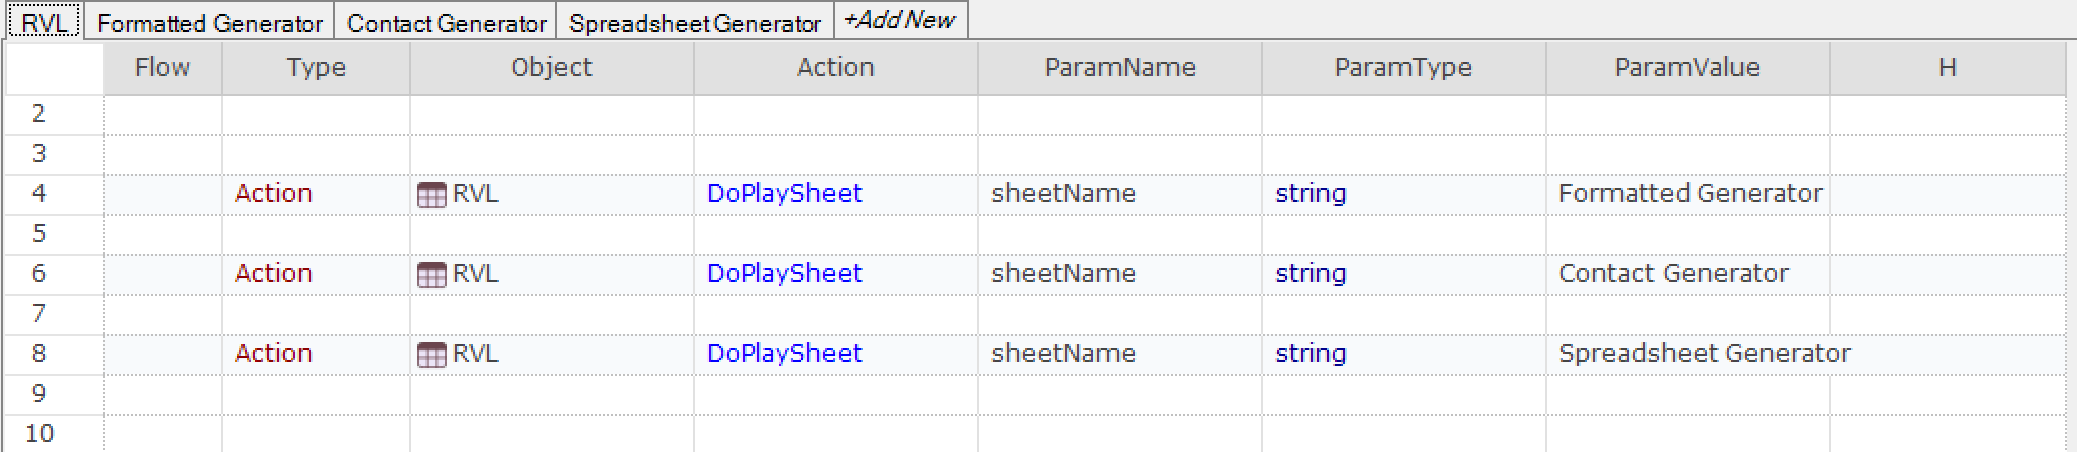 RVL Formatted Generator Contact Generator Spreadsheet Generator +Add New
Flow Type Object Action ParamName ParamType ParamValue H
2
3
4 Action RVL DoPlaySheet sheetName string Formatted Generator
5
6 Action RVL DoPlaySheet sheetName string Contact Generator
7
8 Action RVL DoPlaySheet sheetName string Spreadsheet Generator
9
10